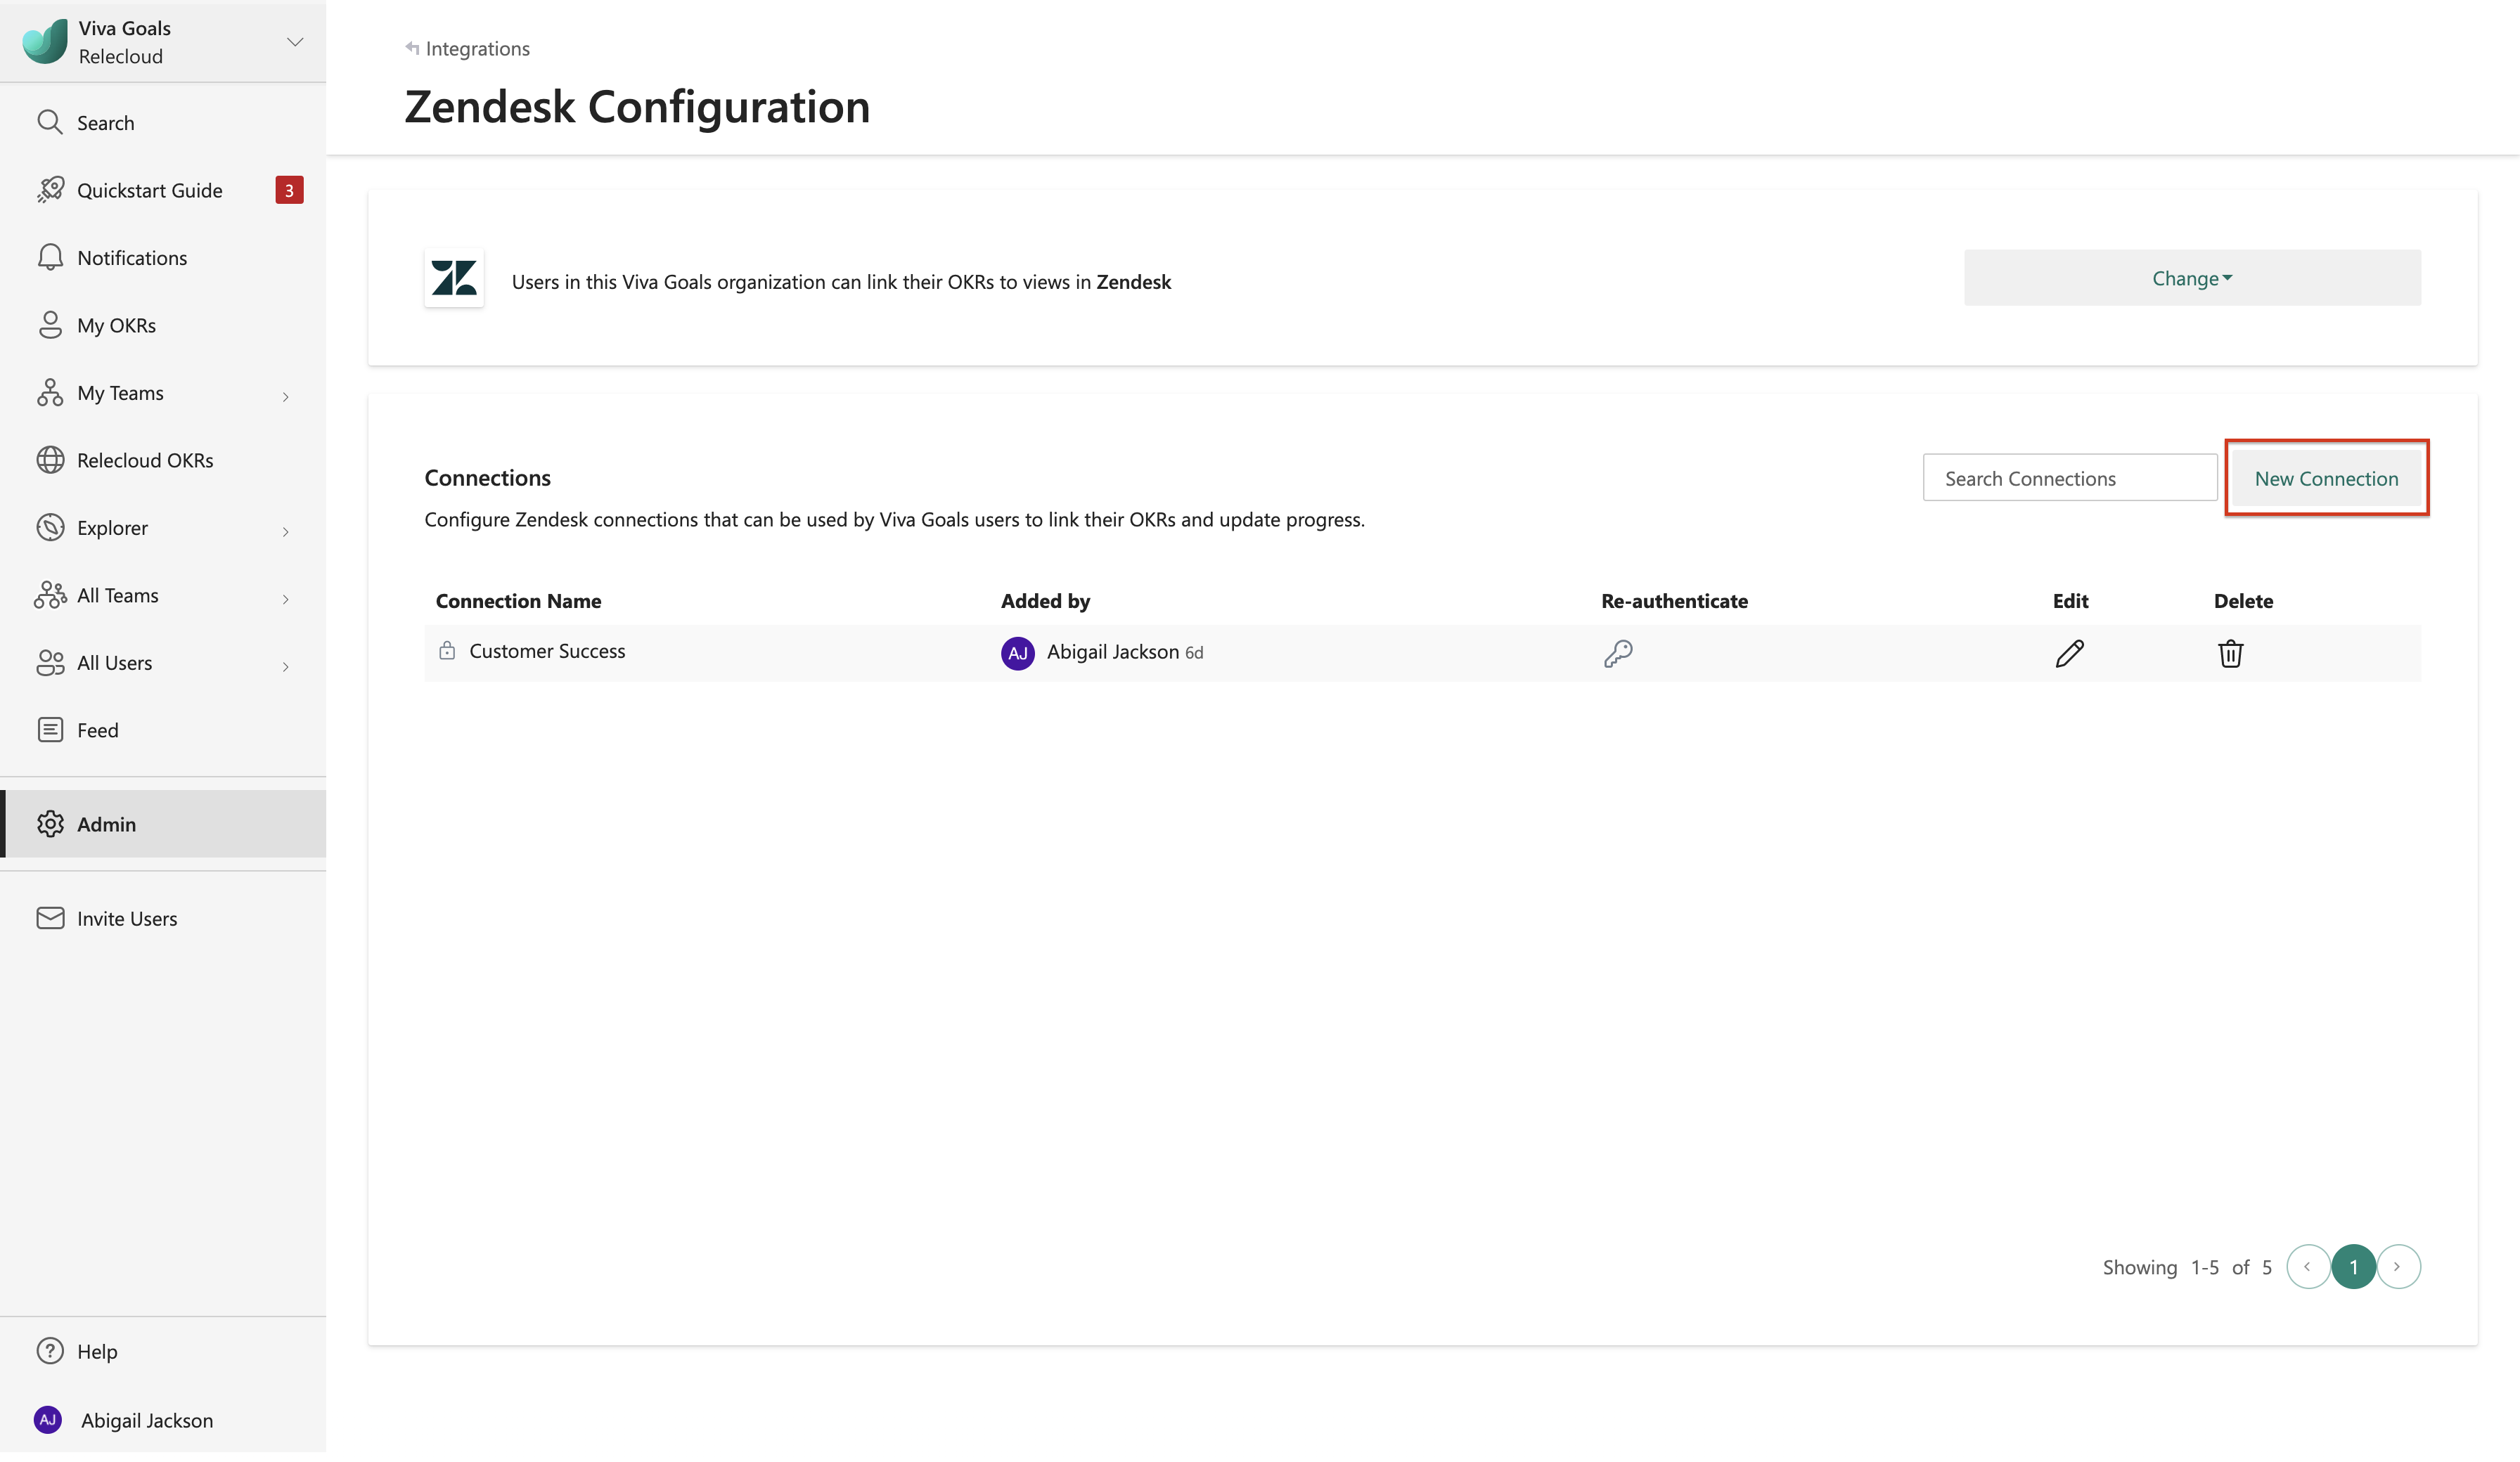 Viva Goals
Relecloud
Search
Quickstart Guide 3
Notifications
My OKRs
My Teams
Relecloud OKRs
Explorer
All Teams
All Users
Feed
Admin
Invite Users
Help
AJ Abigail Jackson
Integrations
Zendesk Configuration
Users in this Viva Goals organization can link their OKRs to views in Zendesk
Change
Connections
Search Connections
New Connection
Configure Zendesk connections that can be used by Viva Goals users to link their OKRs and update progress.
Connection Name Added by Re-authenticate Edit Delete
Customer Success AJ Abigail Jackson 6d
Showing 1-5 of 5 1